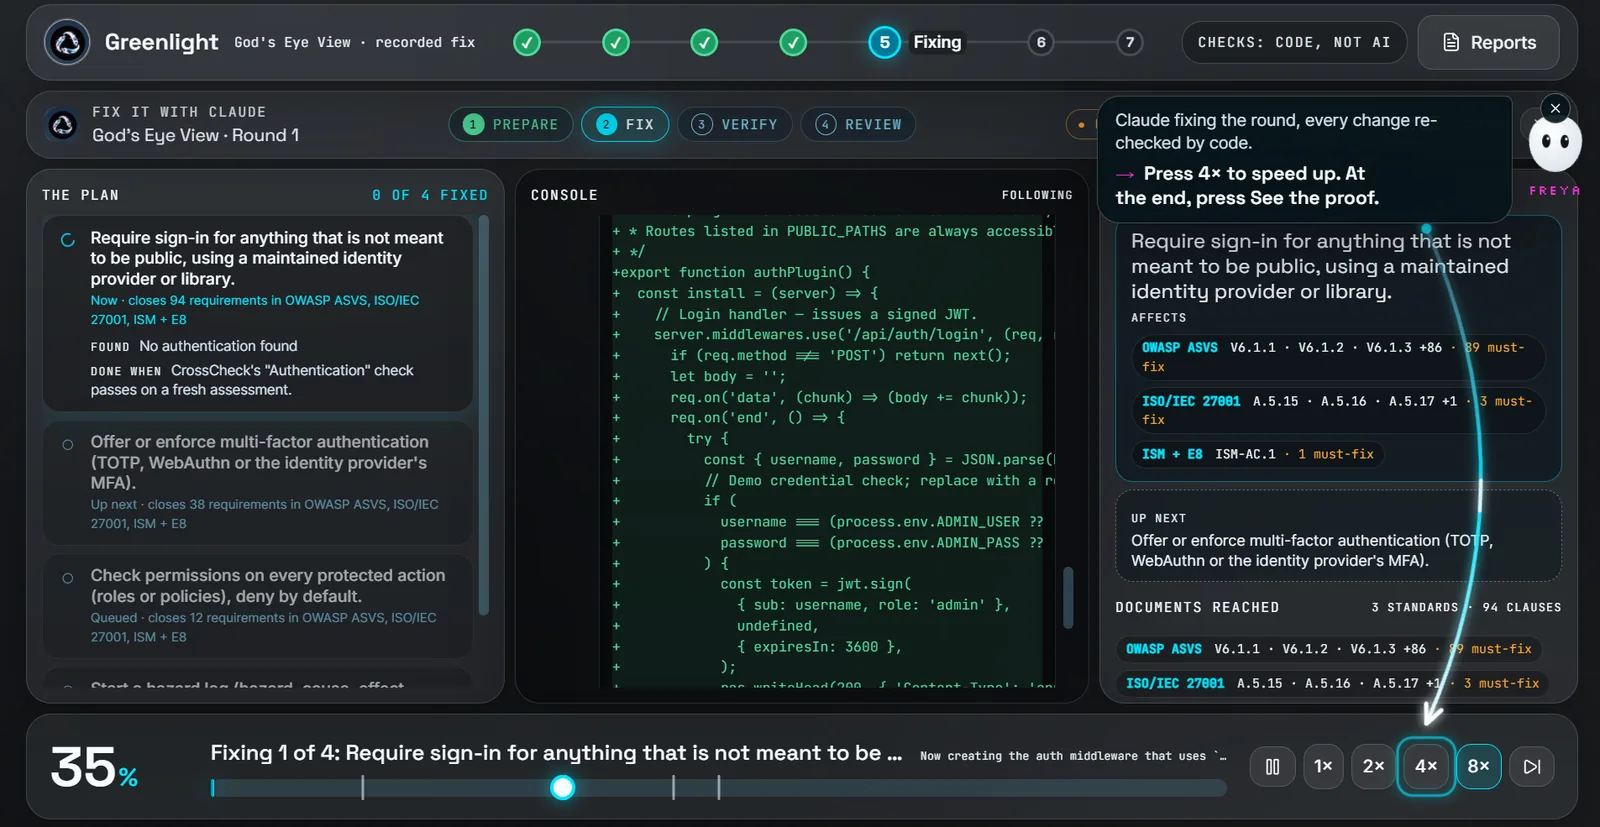 Greenlight God's Eye View · recorded fix
5 Fixing
6
7
CHECKS: CODE, NOT AI
Reports
FIX IT WITH CLAUDE
God's Eye View · Round 1
1 PREPARE
2 FIX
3 VERIFY
4 REVIEW
Claude fixing the round, every change re-
checked by code.
→ Press 4× to speed up. At
the end, press See the proof.
FREYA
THE PLAN
0 OF 4 FIXED
Require sign-in for anything that is not meant
to be public, using a maintained identity
provider or library.
Now · closes 94 requirements in OWASP ASVS, ISO/IEC
27001, ISM + E8
FOUND No authentication found
DONE WHEN CrossCheck's "Authentication" check
passes on a fresh assessment.
Offer or enforce multi-factor authentication
(TOTP, WebAuthn or the identity provider's
MFA).
Up next · closes 38 requirements in OWASP ASVS, ISO/IEC
27001, ISM + E8
Check permissions on every protected action
(roles or policies), deny by default.
Queued · closes 12 requirements in OWASP ASVS, ISO/IEC
27001, ISM + E8
CONSOLE
FOLLOWING
+ * Routes listed in PUBLIC_PATHS are always
+ */
+export function authPlugin() {
+ const install = (server) => {
+ // Login handler — issues a signed JWT.
+ server.middlewares.use('/api/auth/login', (req,
+ if (req.method !== 'POST') return next();
+ let body = '';
+ req.on('data', (chunk) => (body += chunk));
+ req.on('end', () => {
+ try {
+ const { username, password } = JSON.parse(
+ // Demo credential check; replace with a
+ if (
+ username === (process.env.ADMIN_USER ??
+ password === (process.env.ADMIN_PASS ??
+ ) {
+ const token = jwt.sign(
+ { sub: username, role: 'admin' },
+ undefined,
+ { expiresIn: 3600 },
+ );
Require sign-in for anything that is not
meant to be public, using a maintained
identity provider or library.
AFFECTS
OWASP ASVS V6.1.1 · V6.1.2 · V6.1.3 +86 · 89 must-
fix
ISO/IEC 27001 A.5.15 · A.5.16 · A.5.17 +1 · 3 must-
fix
ISM + E8 ISM-AC.1 · 1 must-fix
UP NEXT
Offer or enforce multi-factor authentication (TOTP,
WebAuthn or the identity provider's MFA).
DOCUMENTS REACHED
3 STANDARDS · 94 CLAUSES
OWASP ASVS V6.1.1 · V6.1.2 · V6.1.3 +86 · 89 must-fix
ISO/IEC 27001 A.5.15 · A.5.16 · A.5.17 +1 · 3 must-fix
35%
Fixing 1 of 4: Require sign-in for anything that is not meant to be ...
Now creating the auth middleware that uses `…
1×
2×
4×
8×